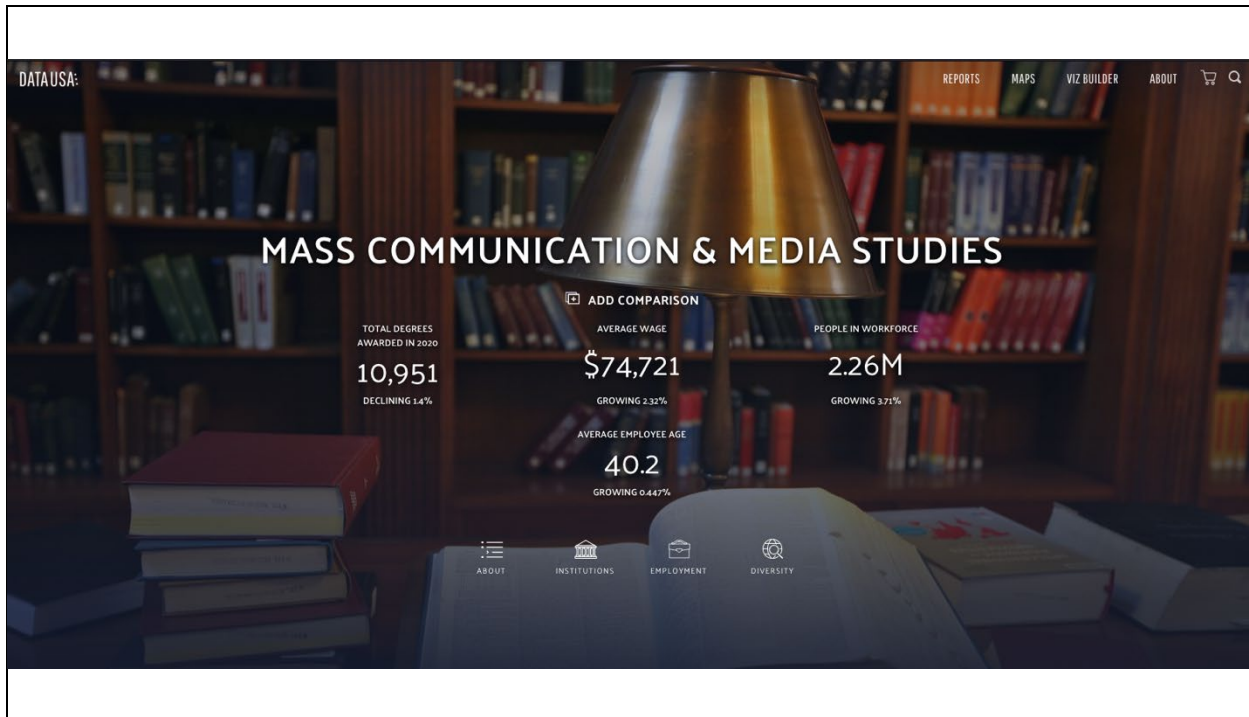 DATAUSA:
REPORTS MAPS VIZ BUILDER ABOUT
MASS COMMUNICATION & MEDIA STUDIES
ADD COMPARISON
TOTAL DEGREES
AWARDED IN 2020
10,951
DECLINING 1.4%
AVERAGE WAGE
$74,721
GROWING 2.32%
PEOPLE IN WORKFORCE
2.26M
GROWING 3.71%
AVERAGE EMPLOYEE AGE
40.2
GROWING 0.447%
ABOUT
INSTITUTIONS
EMPLOYMENT
DIVERSITY